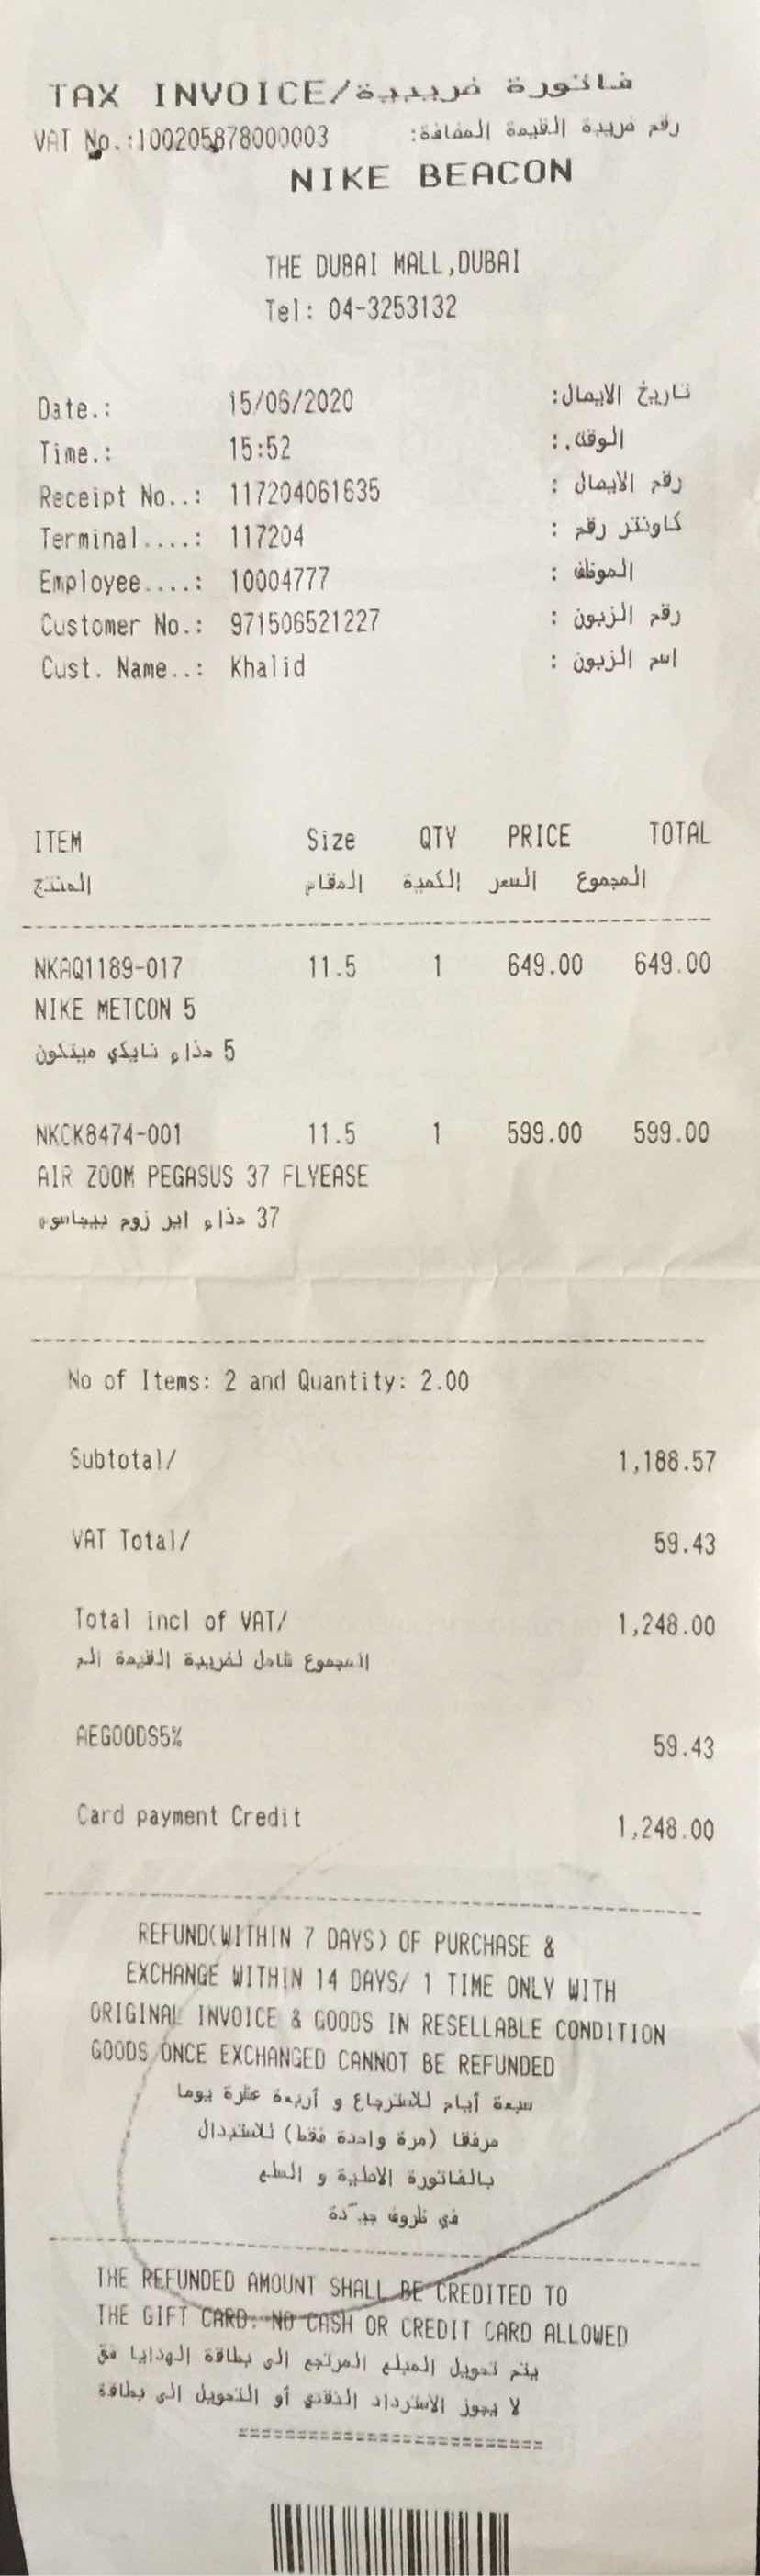 TAX INVOICE/فاتورة ضريبية
VAT No.:100205878000003 رقم ضريبة القيمة المضافة:
NIKE BEACON
THE DUBAI MALL,DUBAI
Tel: 04-3253132
Date.: 15/06/2020 تاريخ الايصال:
Time.: 15:52 الوقت.:
Receipt No..: 117204061635 رقم الايصال :
Terminal....: 117204 كاونتر رقم :
Employee....: 10004777 الموظف :
Customer No.: 971506521227 رقم الزبون :
Cust. Name..: Khalid اسم الزبون :
ITEM Size QTY PRICE TOTAL
المنتج المقاس الكمية السعر المجموع
NKAQ1189-017 11.5 1 649.00 649.00
NIKE METCON 5
حذاء نايكي ميتكون 5
NKCK8474-001 11.5 1 599.00 599.00
AIR ZOOM PEGASUS 37 FLYEASE
حذاء اير زوم بيجاسوس 37
No of Items: 2 and Quantity: 2.00
Subtotal/ 1,188.57
VAT Total/ 59.43
Total incl of VAT/ 1,248.00
المجموع شامل لضريبة القيمة الم
AEGOODS5% 59.43
Card payment Credit 1,248.00
REFUND(WITHIN 7 DAYS) OF PURCHASE &
EXCHANGE WITHIN 14 DAYS/ 1 TIME ONLY WITH
ORIGINAL INVOICE & GOODS IN RESELLABLE CONDITION
GOODS ONCE EXCHANGED CANNOT BE REFUNDED
سبعة أيام للاسترجاع و أربعة عشرة يوما
مرفقا (مرة واحدة فقط) للاستبدال
بالفاتورة الاصلية و السلع
في ظروف جيّدة
THE REFUNDED AMOUNT SHALL BE CREDITED TO
THE GIFT CARD. NO CASH OR CREDIT CARD ALLOWED
يتم تحويل المبلغ المرتجع الى بطاقة الهدايا فق
لا يجوز الاسترداد النقدي أو التحويل الى بطاقة